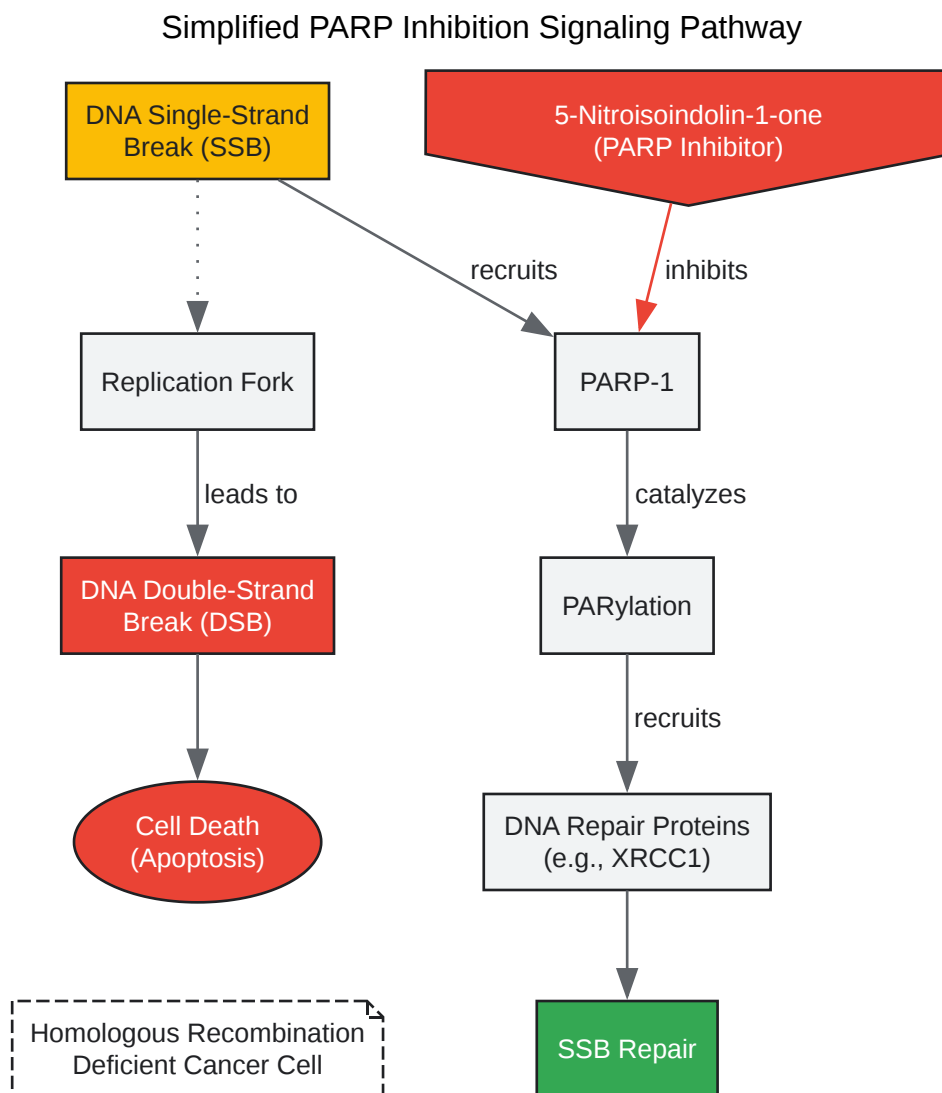 Simplified PARP Inhibition Signaling Pathway
DNA Single-Strand
Break (SSB)
5-Nitroisoindolin-1-one
(PARP Inhibitor)
recruits
inhibits
Replication Fork
PARP-1
leads to
catalyzes
DNA Double-Strand
Break (DSB)
PARylation
recruits
Cell Death
(Apoptosis)
DNA Repair Proteins
(e.g., XRCC1)
Homologous Recombination
Deficient Cancer Cell
SSB Repair